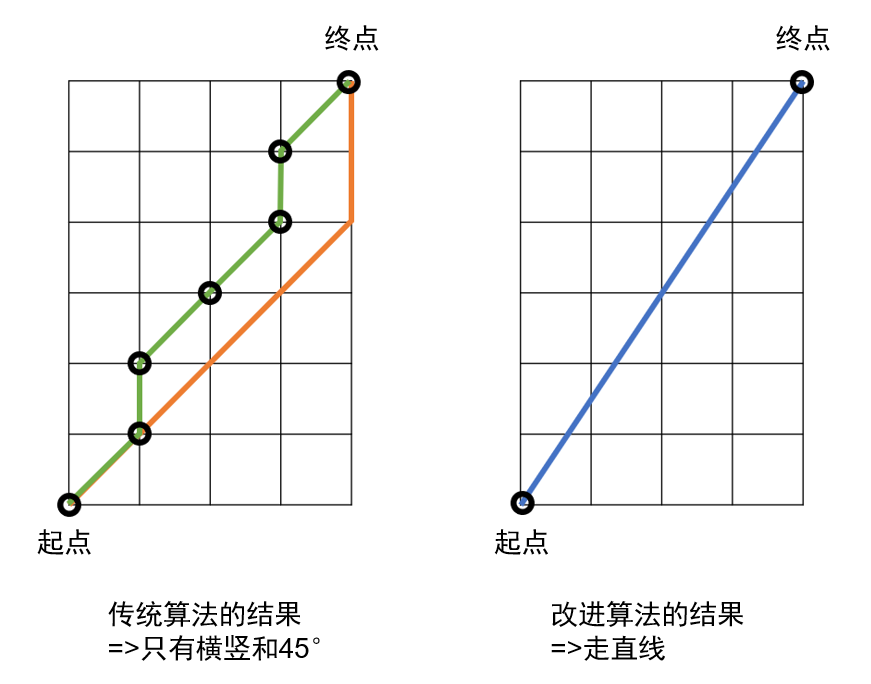 终点
终点
起点
起点
传统算法的结果
=>只有横竖和45°
改进算法的结果
=>走直线